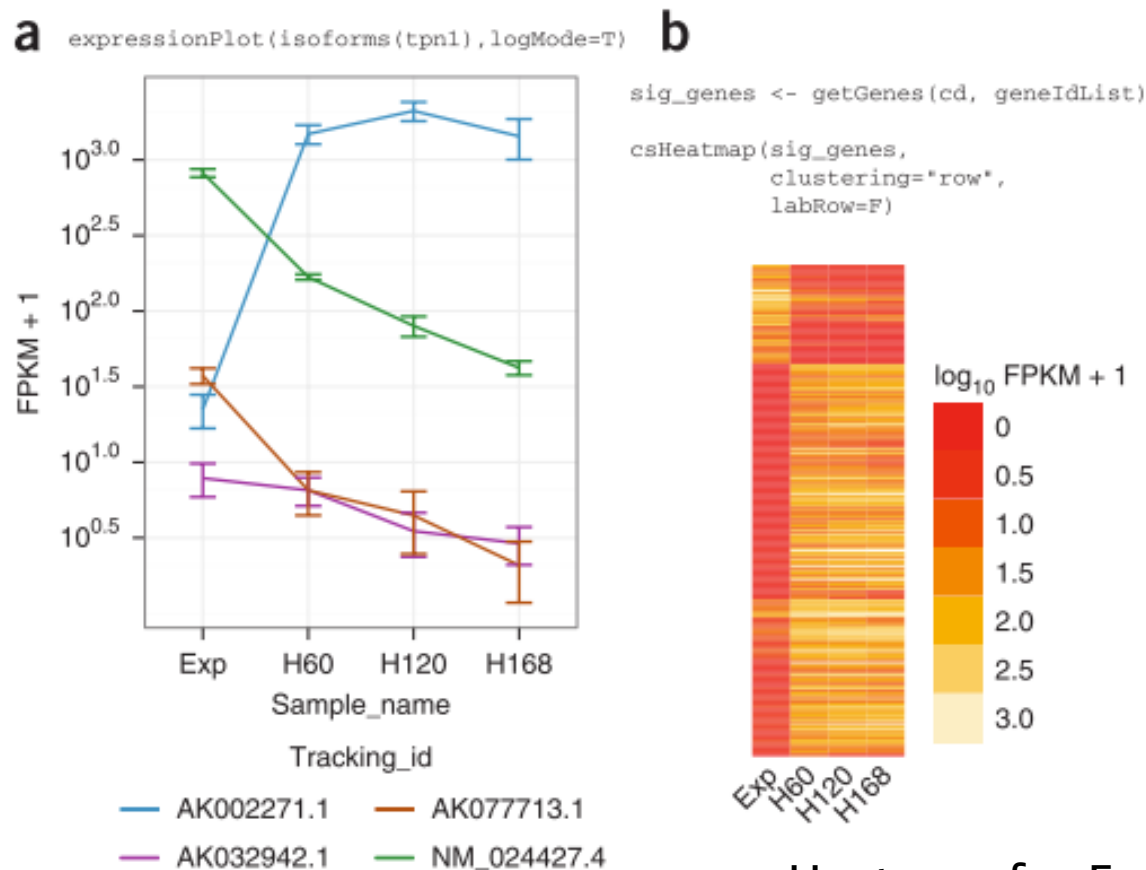 a expressionPlot(isoforms(tpn1),logMode=T)
FPKM + 1
10^3.0
10^2.5
10^2.0
10^1.5
10^1.0
10^0.5
Exp H60 H120 H168
Sample_name
Tracking_id
AK002271.1 AK077713.1
AK032942.1 NM_024427.4
b
sig_genes <- getGenes(cd, geneIdList)
csHeatmap(sig_genes,
clustering="row",
labRow=F)
log10 FPKM + 1
0
0.5
1.0
1.5
2.0
2.5
3.0
Exp H60 H120 H168